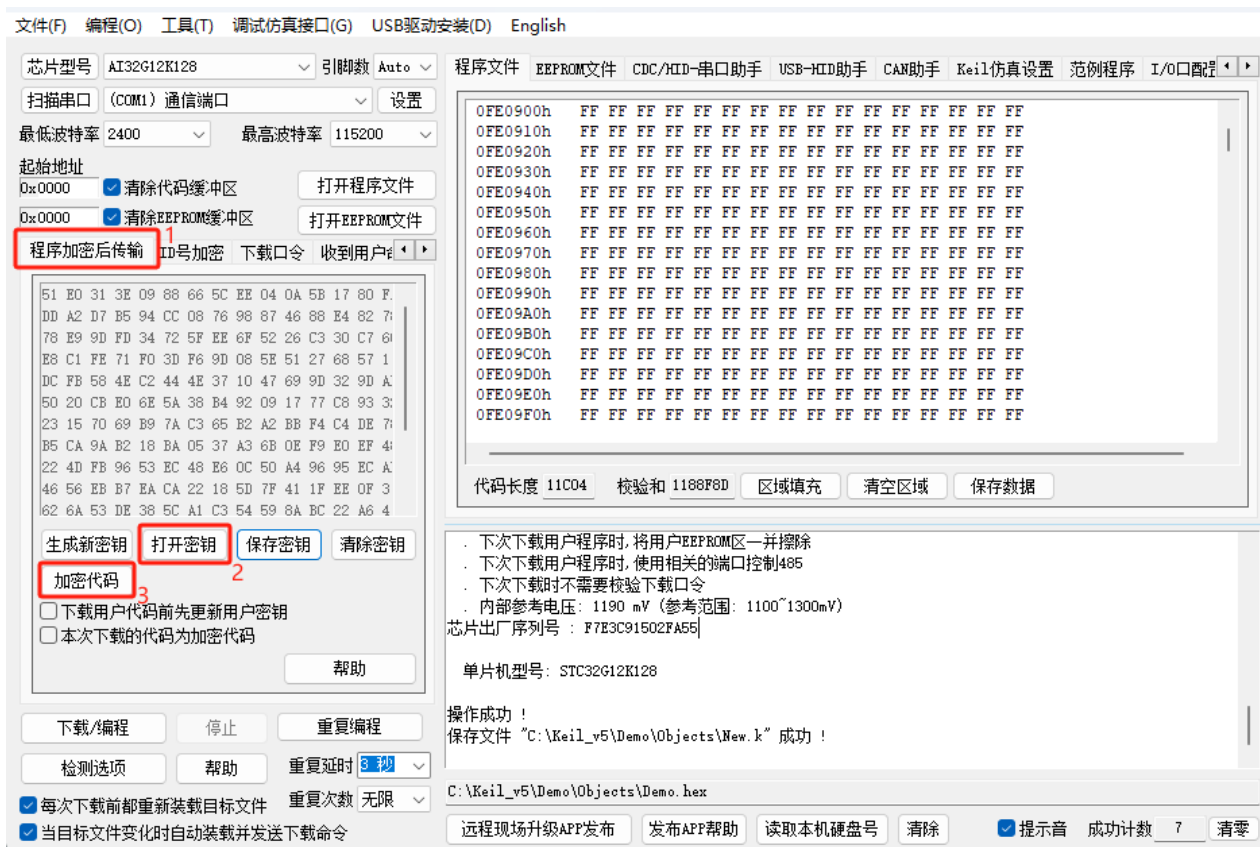 文件(F) 编程(O) 工具(T) 调试仿真接口(G) USB驱动安装(D) English
芯片型号 AI32G12K128 引脚数 Auto
扫描串口 (COM1) 通信端口 设置
最低波特率 2400 最高波特率 115200
起始地址
0x0000 清除代码缓冲区 打开程序文件
0x0000 清除EEPROM缓冲区 打开EEPROM文件
1
程序加密后传输 ID号加密 下载口令 收到用户
51 E0 31 3E 09 88 66 5C EE 04 0A 5B 17 80 F
DD A2 D7 B5 94 CC 08 76 98 87 46 88 E4 82
78 E9 9D FD 34 72 5F EE 6F 52 26 C3 30 C7
E8 C1 FE 71 F0 3D F6 9D 08 5E 51 27 68 57 1
DC FB 58 4E C2 44 4E 37 10 47 69 9D 32 9D
50 20 CB E0 6E 5A 38 B4 92 09 17 77 C8 93
23 15 70 69 B9 7A C3 65 B2 A2 BB F4 C4 DE
B5 CA 9A B2 18 BA 05 37 A3 6B 0E F9 E0 EF
22 4D FB 96 53 EC 48 E6 0C 50 A4 96 95 EC
46 56 EB B7 EA CA 22 18 5D 7F 41 1F EE 0F 3
62 6A 53 DE 38 5C A1 C3 54 59 8A BC 22 A6 4
生成新密钥 打开密钥 保存密钥 清除密钥
2
加密代码
3
下载用户代码前先更新用户密钥
本次下载的代码为加密代码
帮助
下载/编程 停止 重复编程
检测选项 帮助 重复延时 3 秒
每次下载前都重新装载目标文件 重复次数 无限
当目标文件变化时自动装载并发送下载命令
程序文件 EEPROM文件 CDC/HID-串口助手 USB-HID助手 CAN助手 Keil仿真设置 范例程序 I/O口配
0FE0900h FF FF FF FF FF FF FF FF FF FF FF FF FF FF FF FF
0FE0910h FF FF FF FF FF FF FF FF FF FF FF FF FF FF FF FF
0FE0920h FF FF FF FF FF FF FF FF FF FF FF FF FF FF FF FF
0FE0930h FF FF FF FF FF FF FF FF FF FF FF FF FF FF FF FF
0FE0940h FF FF FF FF FF FF FF FF FF FF FF FF FF FF FF FF
0FE0950h FF FF FF FF FF FF FF FF FF FF FF FF FF FF FF FF
0FE0960h FF FF FF FF FF FF FF FF FF FF FF FF FF FF FF FF
0FE0970h FF FF FF FF FF FF FF FF FF FF FF FF FF FF FF FF
0FE0980h FF FF FF FF FF FF FF FF FF FF FF FF FF FF FF FF
0FE0990h FF FF FF FF FF FF FF FF FF FF FF FF FF FF FF FF
0FE09A0h FF FF FF FF FF FF FF FF FF FF FF FF FF FF FF FF
0FE09B0h FF FF FF FF FF FF FF FF FF FF FF FF FF FF FF FF
0FE09C0h FF FF FF FF FF FF FF FF FF FF FF FF FF FF FF FF
0FE09D0h FF FF FF FF FF FF FF FF FF FF FF FF FF FF FF FF
0FE09E0h FF FF FF FF FF FF FF FF FF FF FF FF FF FF FF FF
0FE09F0h FF FF FF FF FF FF FF FF FF FF FF FF FF FF FF FF
代码长度 11C04 校验和 1188F8D 区域填充 清空区域 保存数据
. 下次下载用户程序时,将用户EEPROM区一并擦除
. 下次下载用户程序时,使用相关的端口控制485
. 下次下载时不需要校验下载口令
. 内部参考电压: 1190 mV (参考范围: 1100~1300mV)
芯片出厂序列号 : F7E3C91502FA55
单片机型号: STC32G12K128
操作成功 !
保存文件 "C:\Keil_v5\Demo\Objects\New.k" 成功 !
C:\Keil_v5\Demo\Objects\Demo.hex
远程现场升级APP发布 发布APP帮助 读取本机硬盘号 清除 提示音 成功计数 7 清零